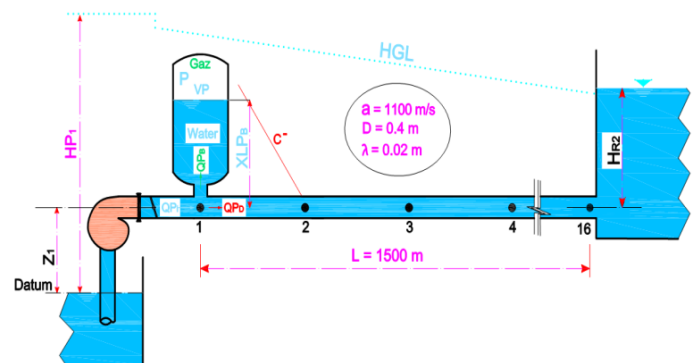 HGL
Gaz
P VP
Water
QPB
XLPB
C-
a = 1100 m/s
D = 0.4 m
λ = 0.02 m
HP1
HR2
Z1
Datum
QPD
1
2
3
4
16
L = 1500 m